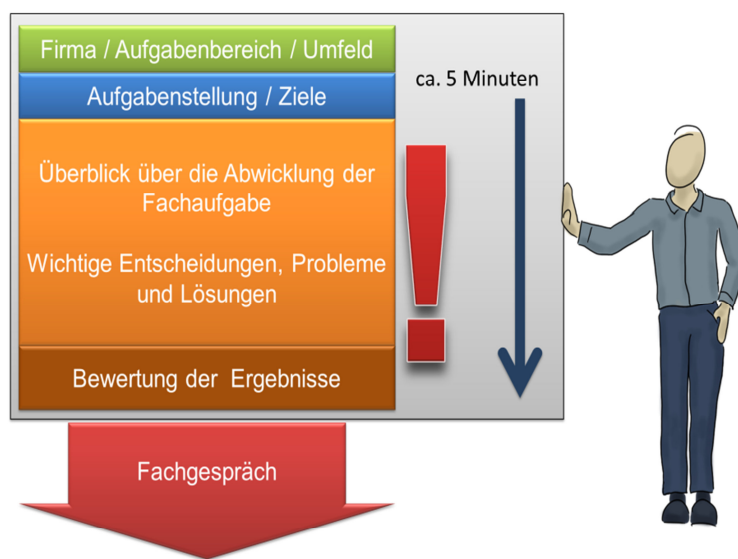 Firma / Aufgabenbereich / Umfeld
ca. 5 Minuten
Aufgabenstellung / Ziele
Überblick über die Abwicklung der
Fachaufgabe
Wichtige Entscheidungen, Probleme
und Lösungen
Bewertung der Ergebnisse
Fachgespräch